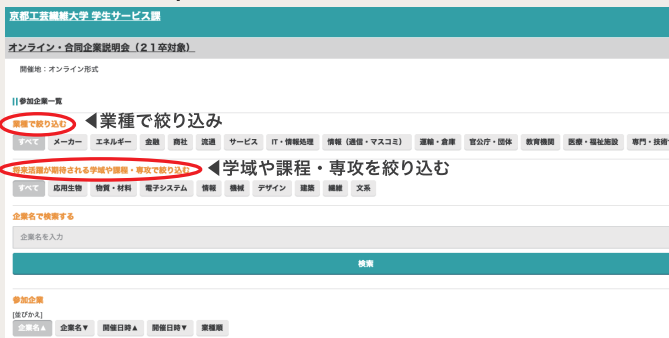 京都工芸繊維大学 学生サービス課
オンライン・合同企業説明会（２１卒対象）
開催地：オンライン形式
||参加企業一覧
業種で絞り込む ◀業種で絞り込み
すべて メーカー エネルギー 金融 商社 流通 サービス IT・情報処理 情報（通信・マスコミ） 運輸・倉庫 官公庁・団体 教育機関 医療・福祉施設 専門・技術
将来活躍が期待される学域や課程・専攻で絞り込む ◀学域や課程・専攻を絞り込む
すべて 応用生物 物質・材料 電子システム 情報 機械 デザイン 建築 繊維 文系
企業名で検索する
企業名を入力
検索
参加企業
[並びかえ]
企業名▲ 企業名▼ 開催日時▲ 開催日時▼ 業種順